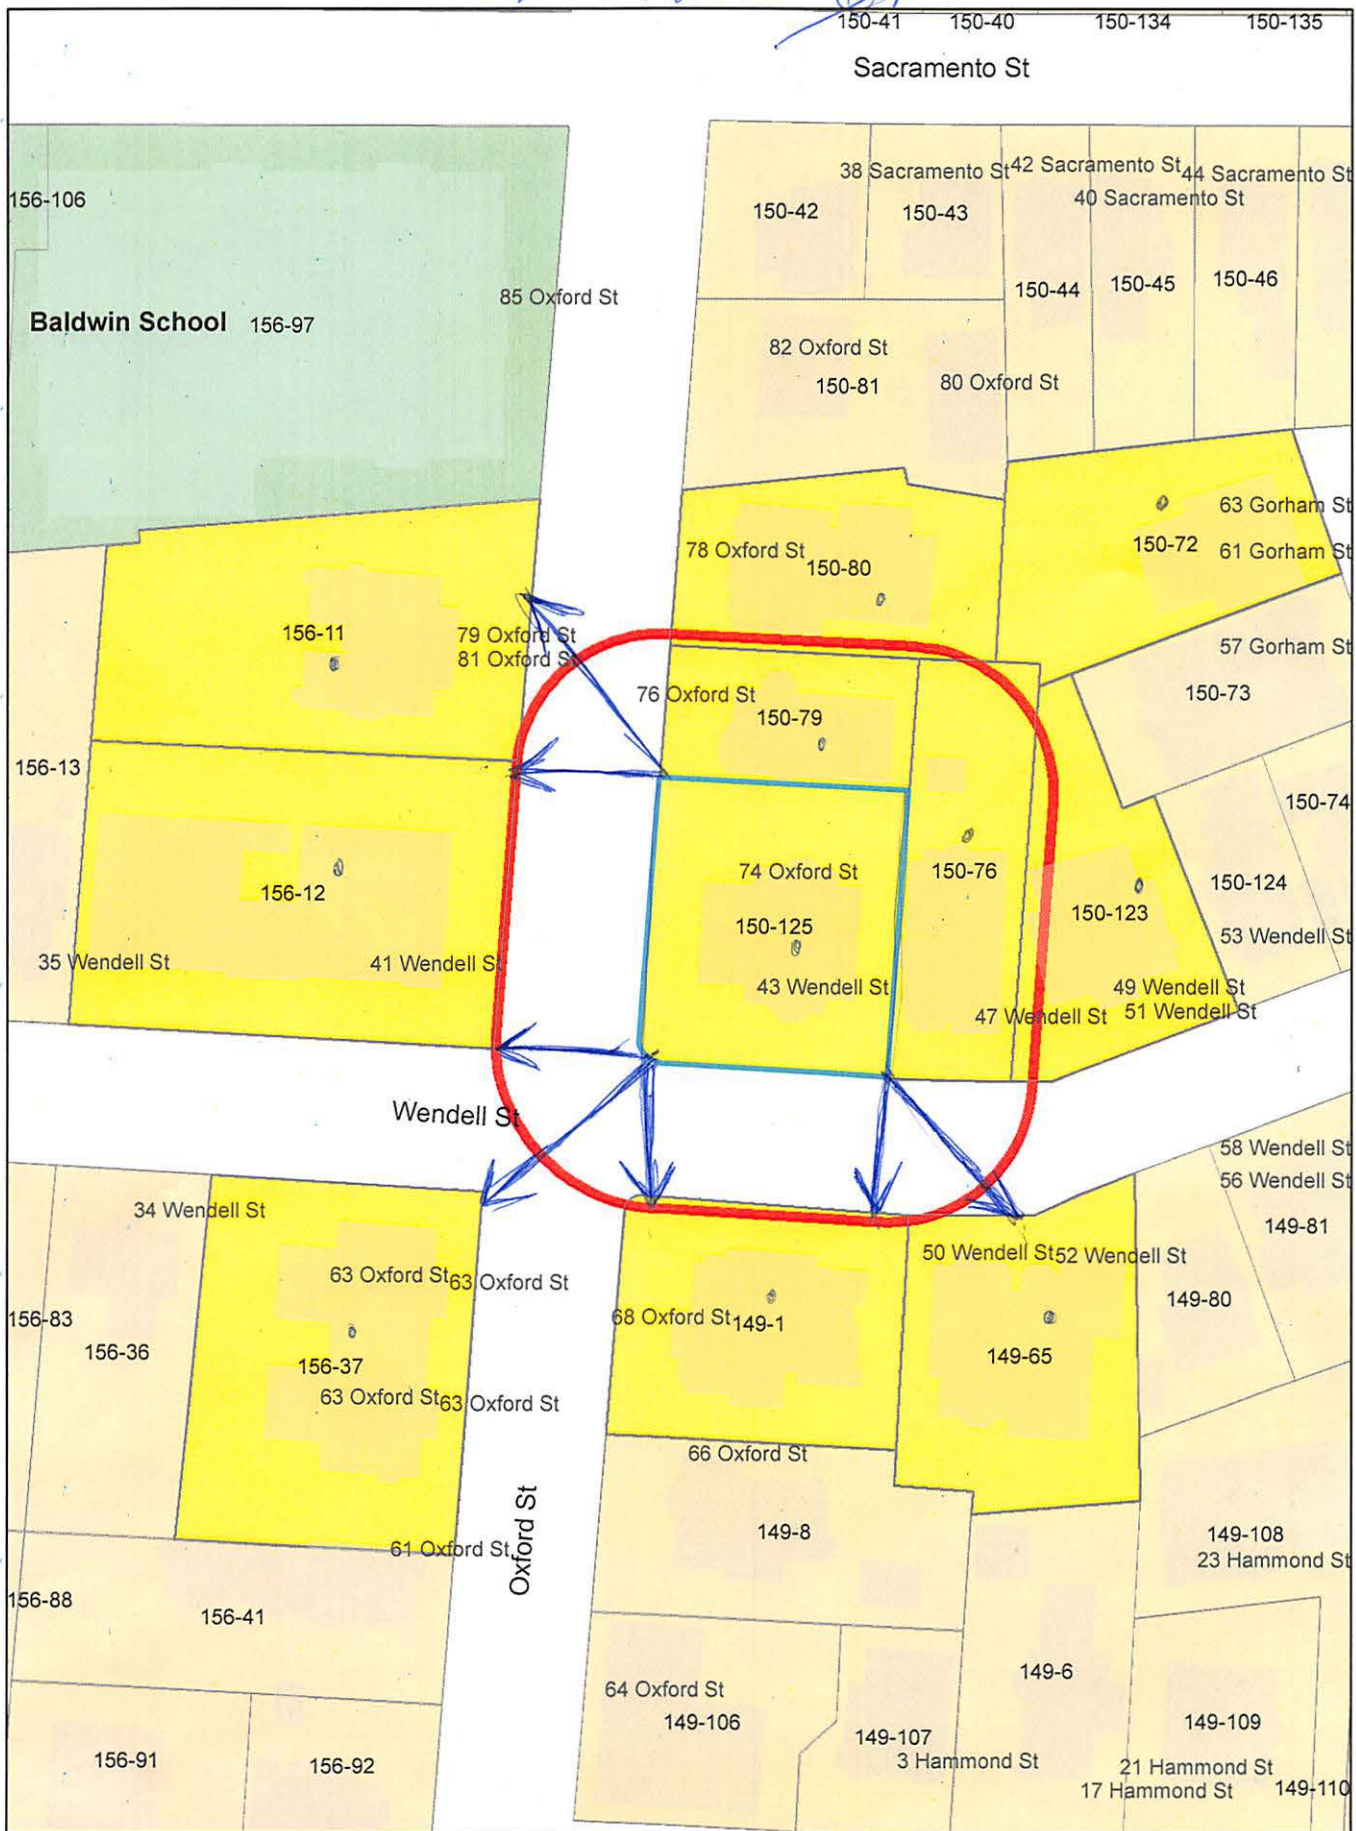 150-41 150-40 150-134 150-135
Sacramento St
38 Sacramento St 42 Sacramento St 44 Sacramento St
40 Sacramento St
156-106
150-42 150-43
150-44 150-45 150-46
85 Oxford St
Baldwin School 156-97
82 Oxford St
150-81 80 Oxford St
63 Gorham St
150-72 61 Gorham St
78 Oxford St
150-80
156-11 79 Oxford St
81 Oxford St
57 Gorham St
150-73
76 Oxford St
150-79
156-13
150-74
74 Oxford St
150-76
156-12
150-124
150-123
150-125
53 Wendell St
35 Wendell St 41 Wendell St
43 Wendell St 49 Wendell St
47 Wendell St 51 Wendell St
Wendell St
58 Wendell St
56 Wendell St
34 Wendell St
149-81
50 Wendell St 52 Wendell St
63 Oxford St 63 Oxford St
149-80
156-83
68 Oxford St 149-1
156-36
149-65
156-37
63 Oxford St 63 Oxford St
66 Oxford St
149-8 149-108
61 Oxford St
23 Hammond St
Oxford St
156-88
156-41
149-6
64 Oxford St
149-106 149-107 149-109
156-91 156-92
3 Hammond St 21 Hammond St
17 Hammond St 149-110